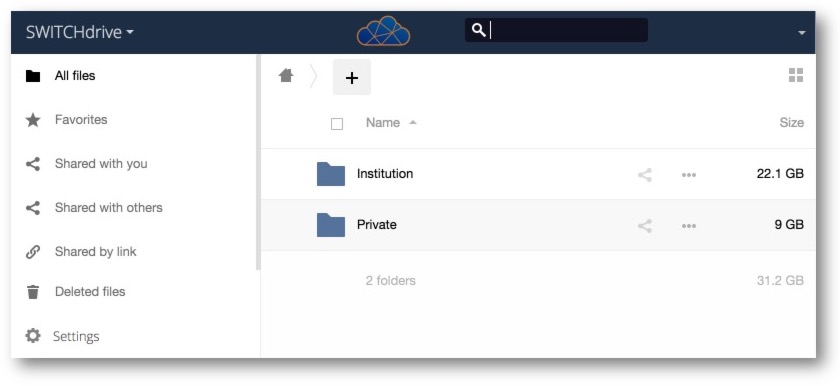 SWITCHdrive
All files
Favorites
Shared with you
Shared with others
Shared by link
Deleted files
Settings
+
Name Size
Institution 22.1 GB
Private 9 GB
2 folders 31.2 GB